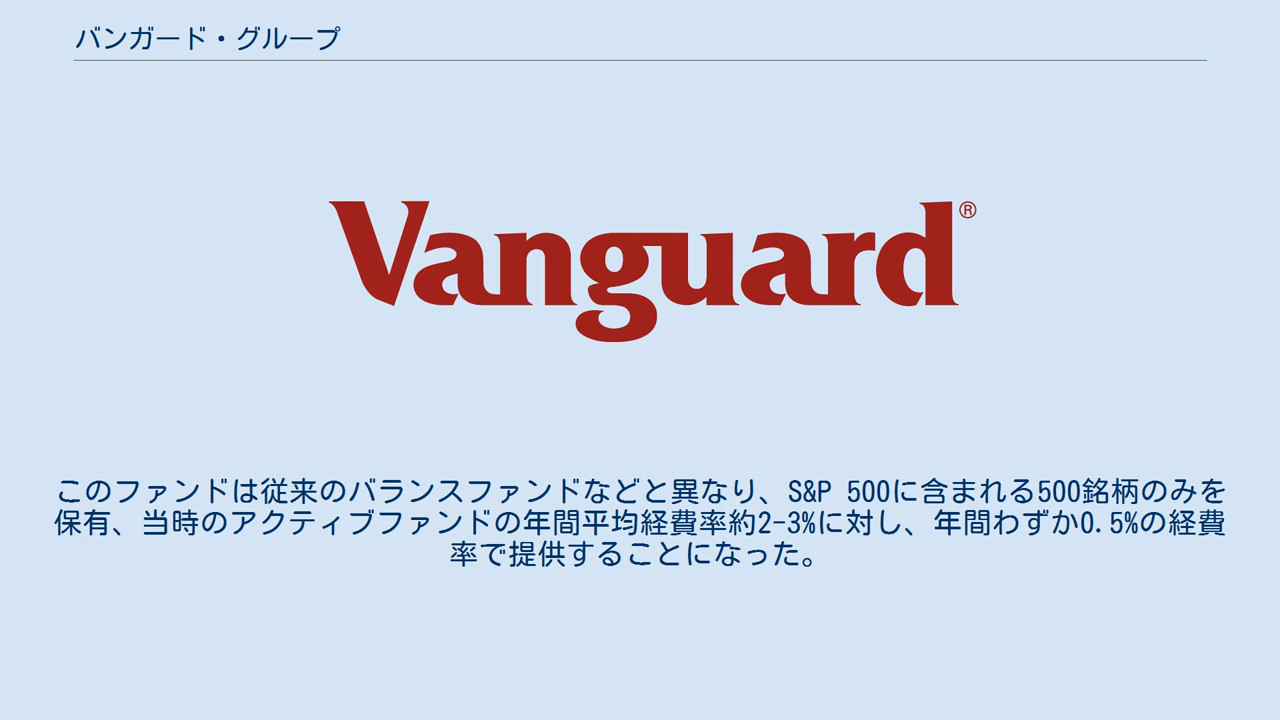 バンガード・グループ
Vanguard®
このファンドは従来のバランスファンドなどと異なり、S&P 500に含まれる500銘柄のみを
保有、当時のアクティブファンドの年間平均経費率約2-3%に対し、年間わずか0.5%の経費
率で提供することになった。